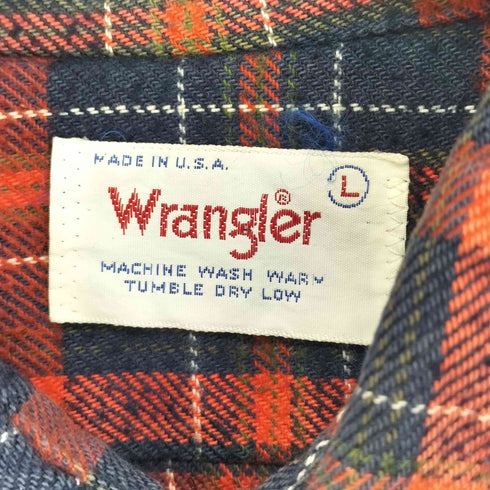 MADE IN U.S.A.
L
Wrangler®
MACHINE WASH WARM
TUMBLE DRY LOW